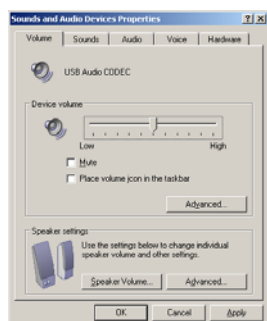 Sounds and Audio Devices Properties
Volume
Sounds
Audio
Voice
Hardware
USB Audio CODEC
Device volume
Low
High
Mute
Place volume icon in the taskbar
Advanced...
Speaker settings
Use the settings below to change individual
speaker volume and other settings.
Speaker Volume...
Advanced...
OK
Cancel
Apply